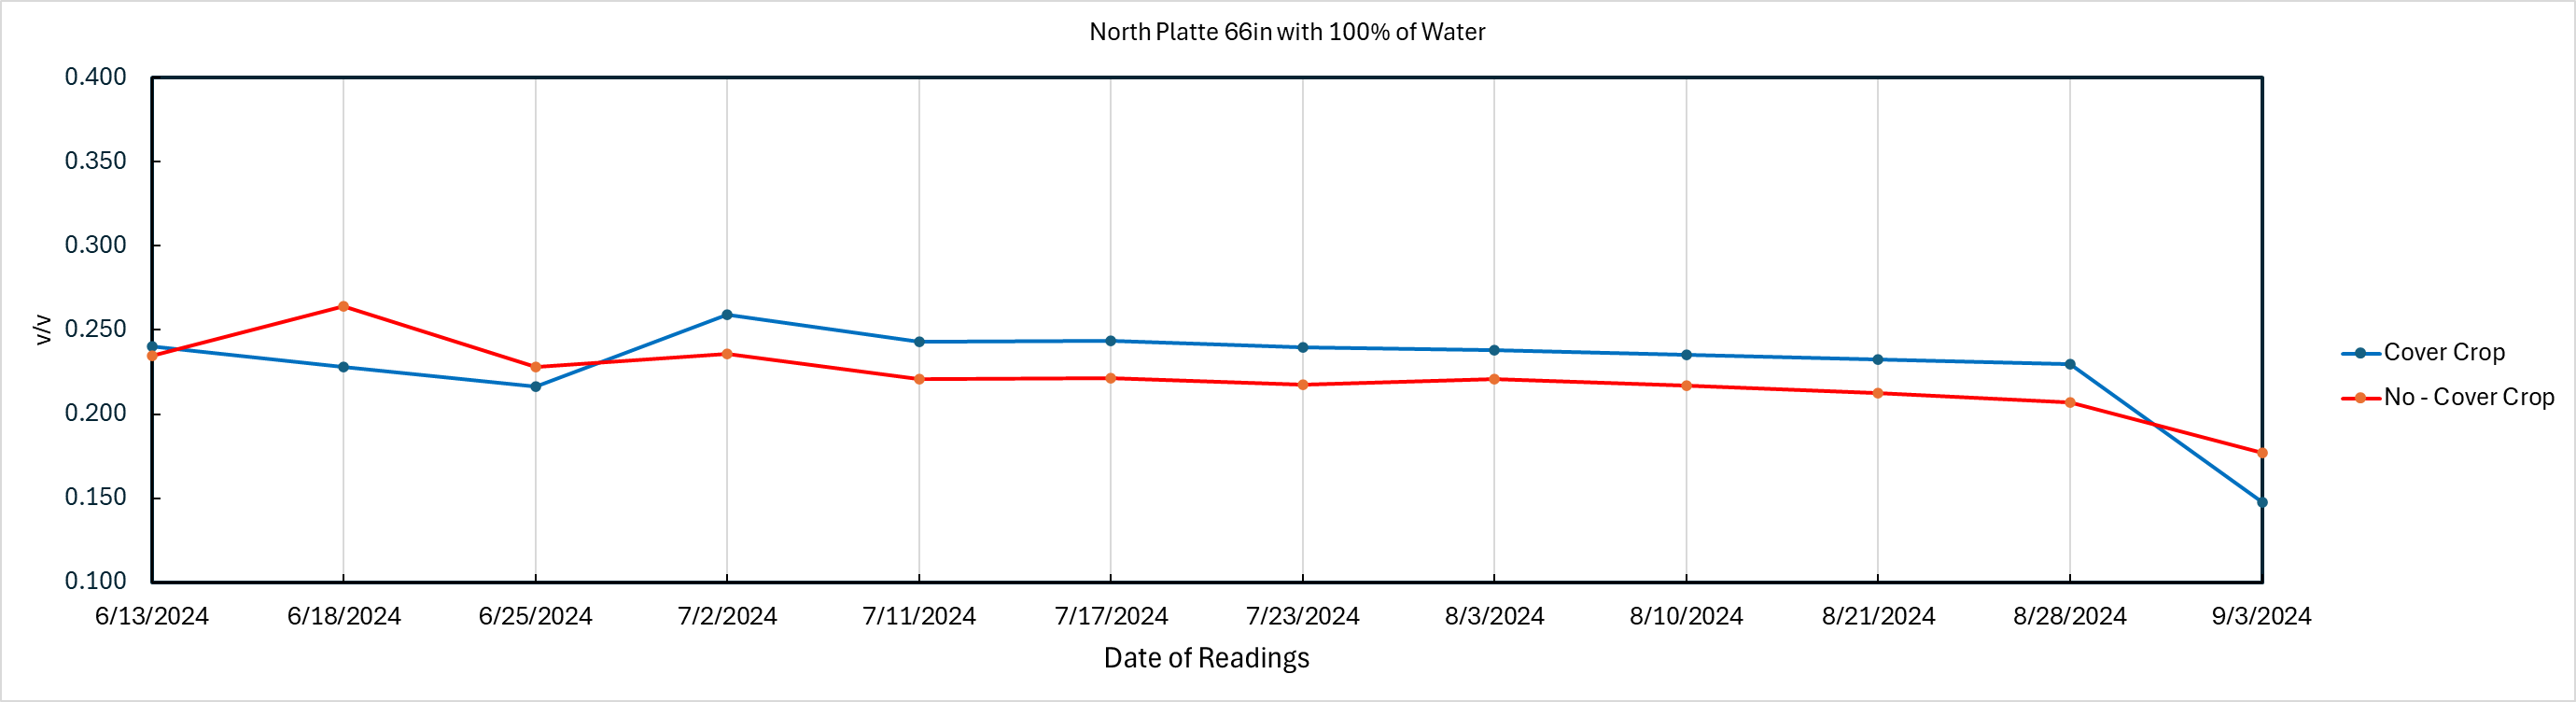 North Platte 66in with 100% of Water
0.400
0.350
0.300
0.250
0.200
0.150
0.100
v/v
6/13/2024 6/18/2024 6/25/2024 7/2/2024 7/11/2024 7/17/2024 7/23/2024 8/3/2024 8/10/2024 8/21/2024 8/28/2024 9/3/2024
Date of Readings
Cover Crop
No - Cover Crop